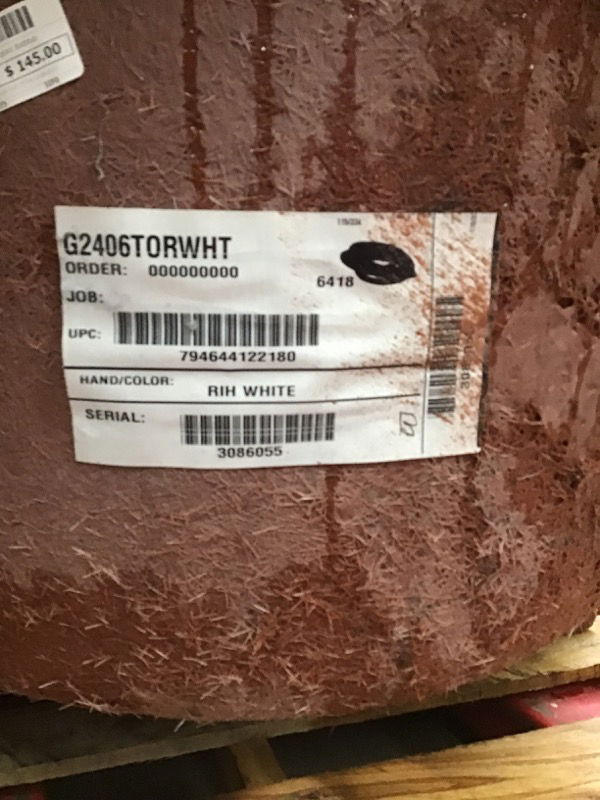 $ 145.00
G2406TORWHT
ORDER: 000000000
6418
JOB:
UPC:
794644122180
HAND/COLOR: RIH WHITE
SERIAL:
3086055